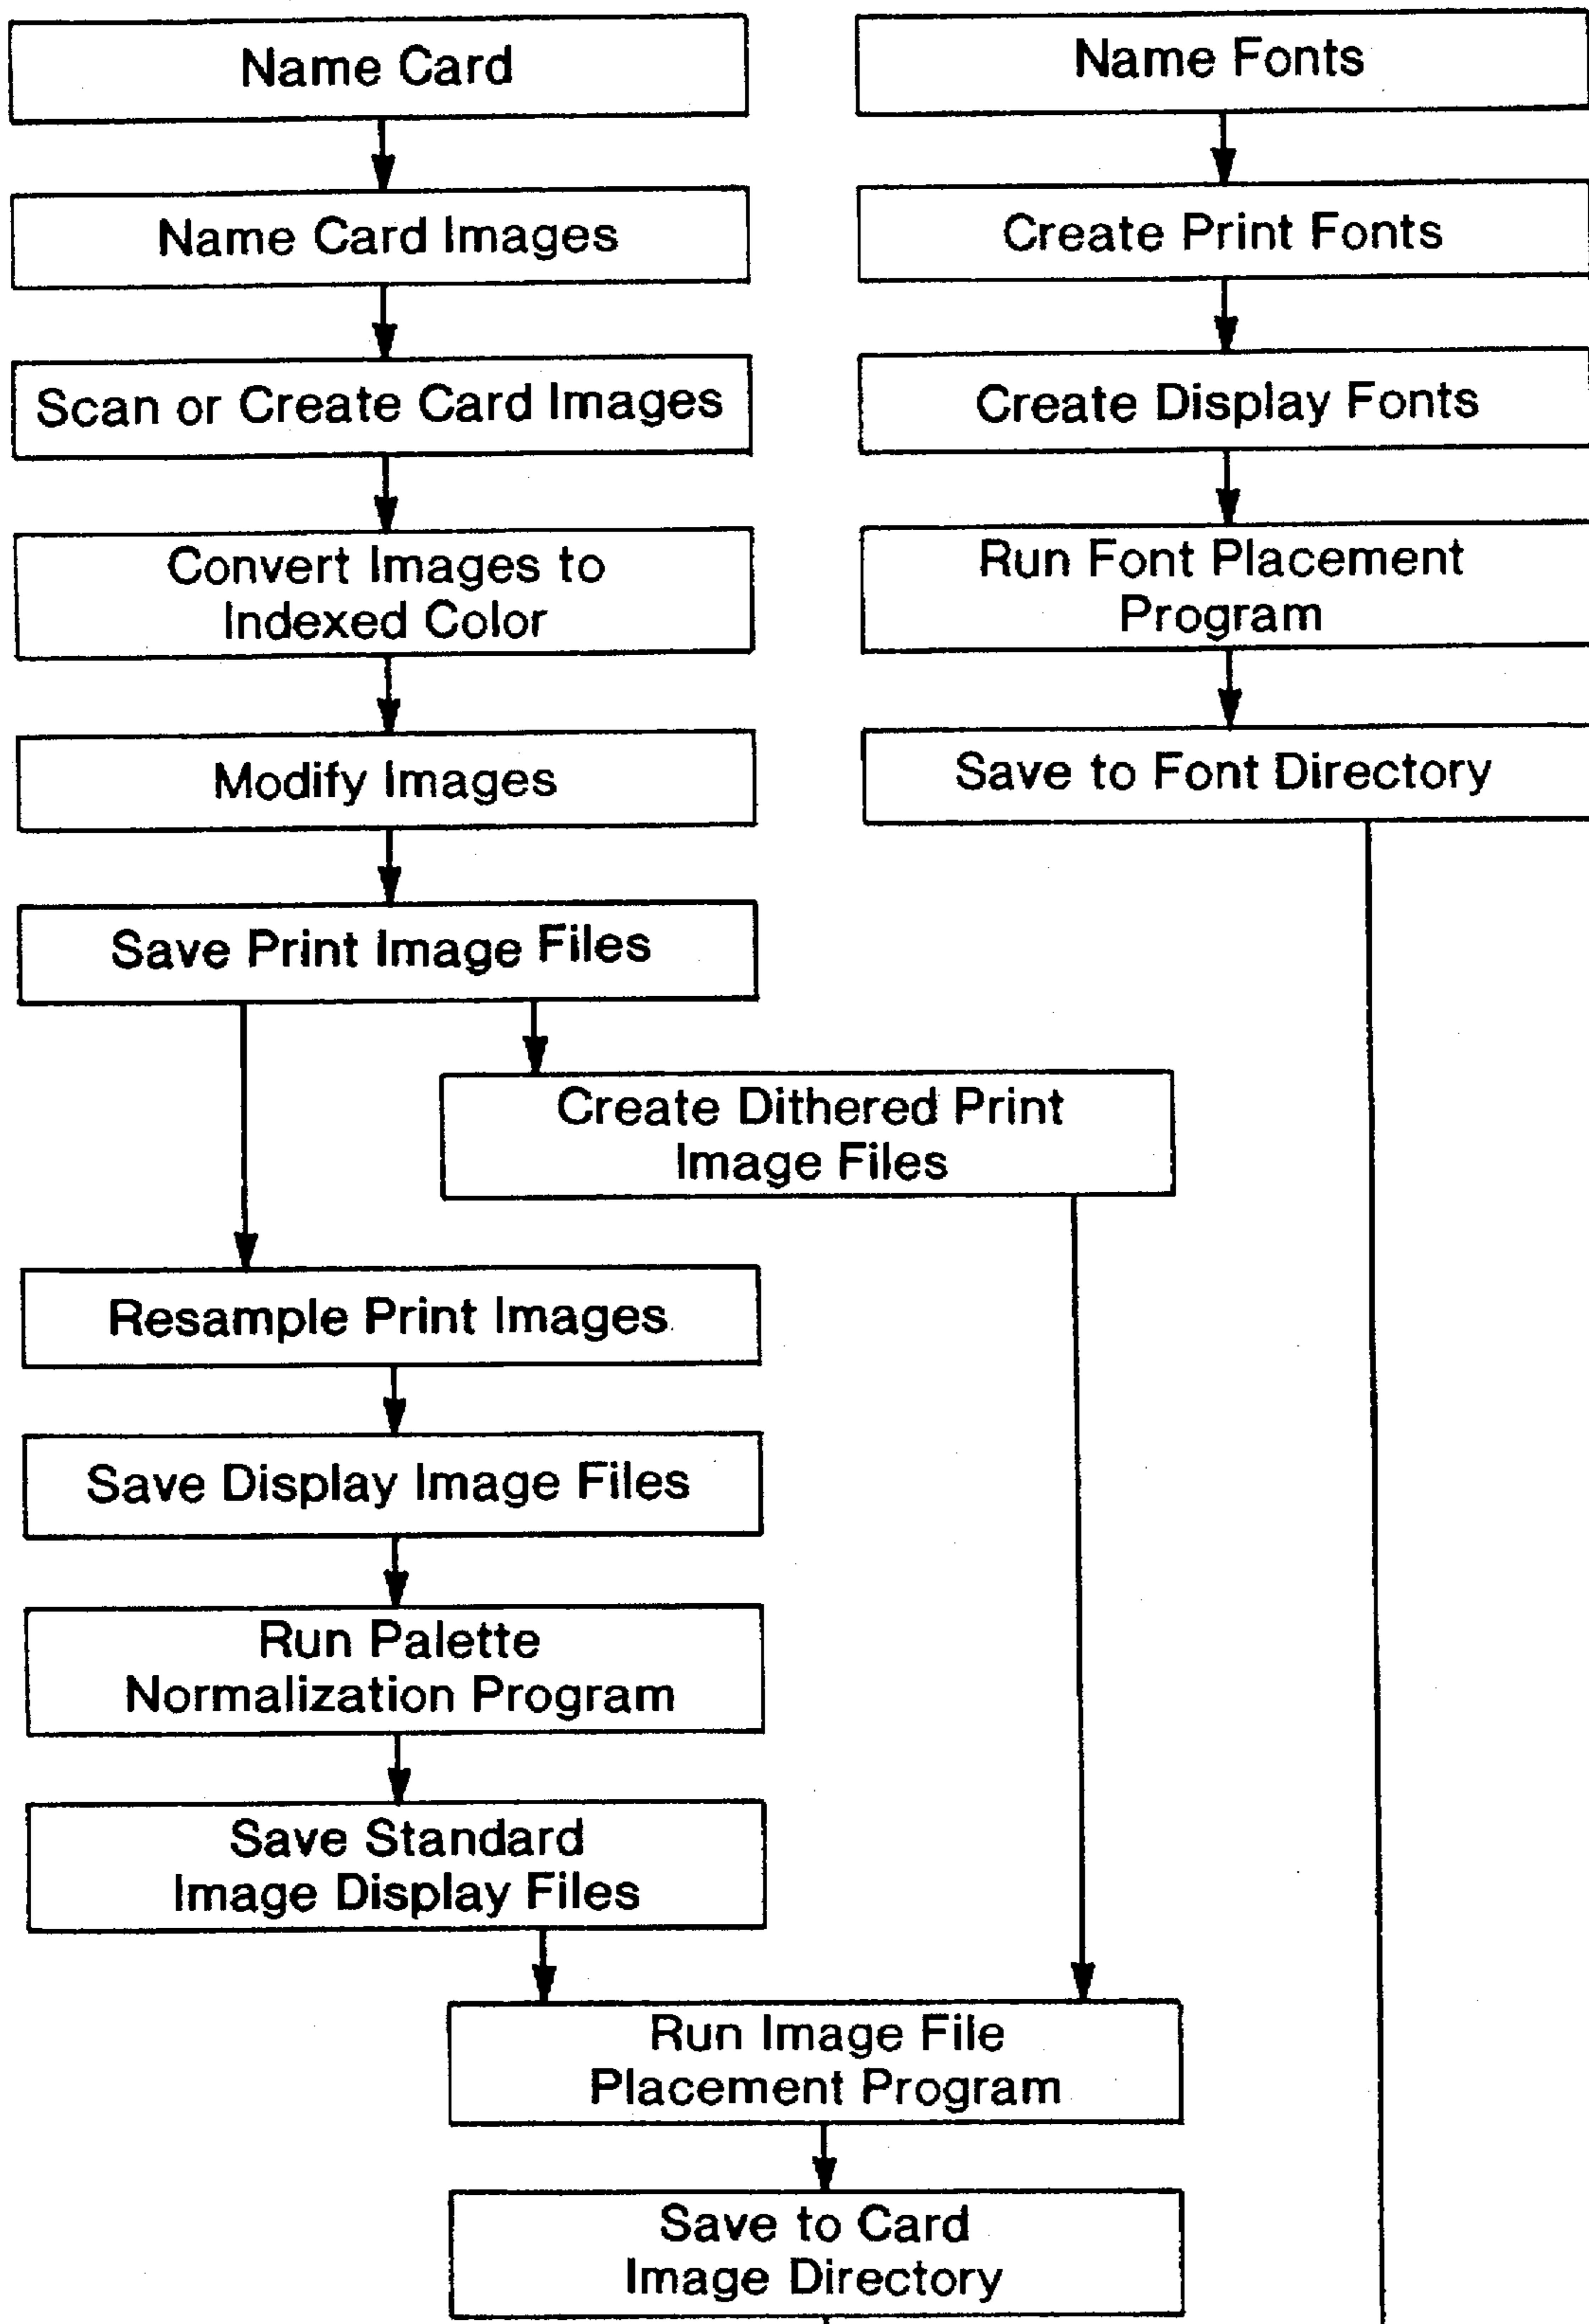 Name Card
Name Card Images
Scan or Create Card Images
Convert Images to
Indexed Color
Modify Images
Save Print Image Files
Name Fonts
Create Print Fonts
Create Display Fonts
Run Font Placement
Program
Save to Font Directory
Create Dithered Print
Image Files
Resample Print Images
Save Display Image Files
Run Palette
Normalization Program
Save Standard
Image Display Files
Run Image File
Placement Program
Save to Card
Image Directory